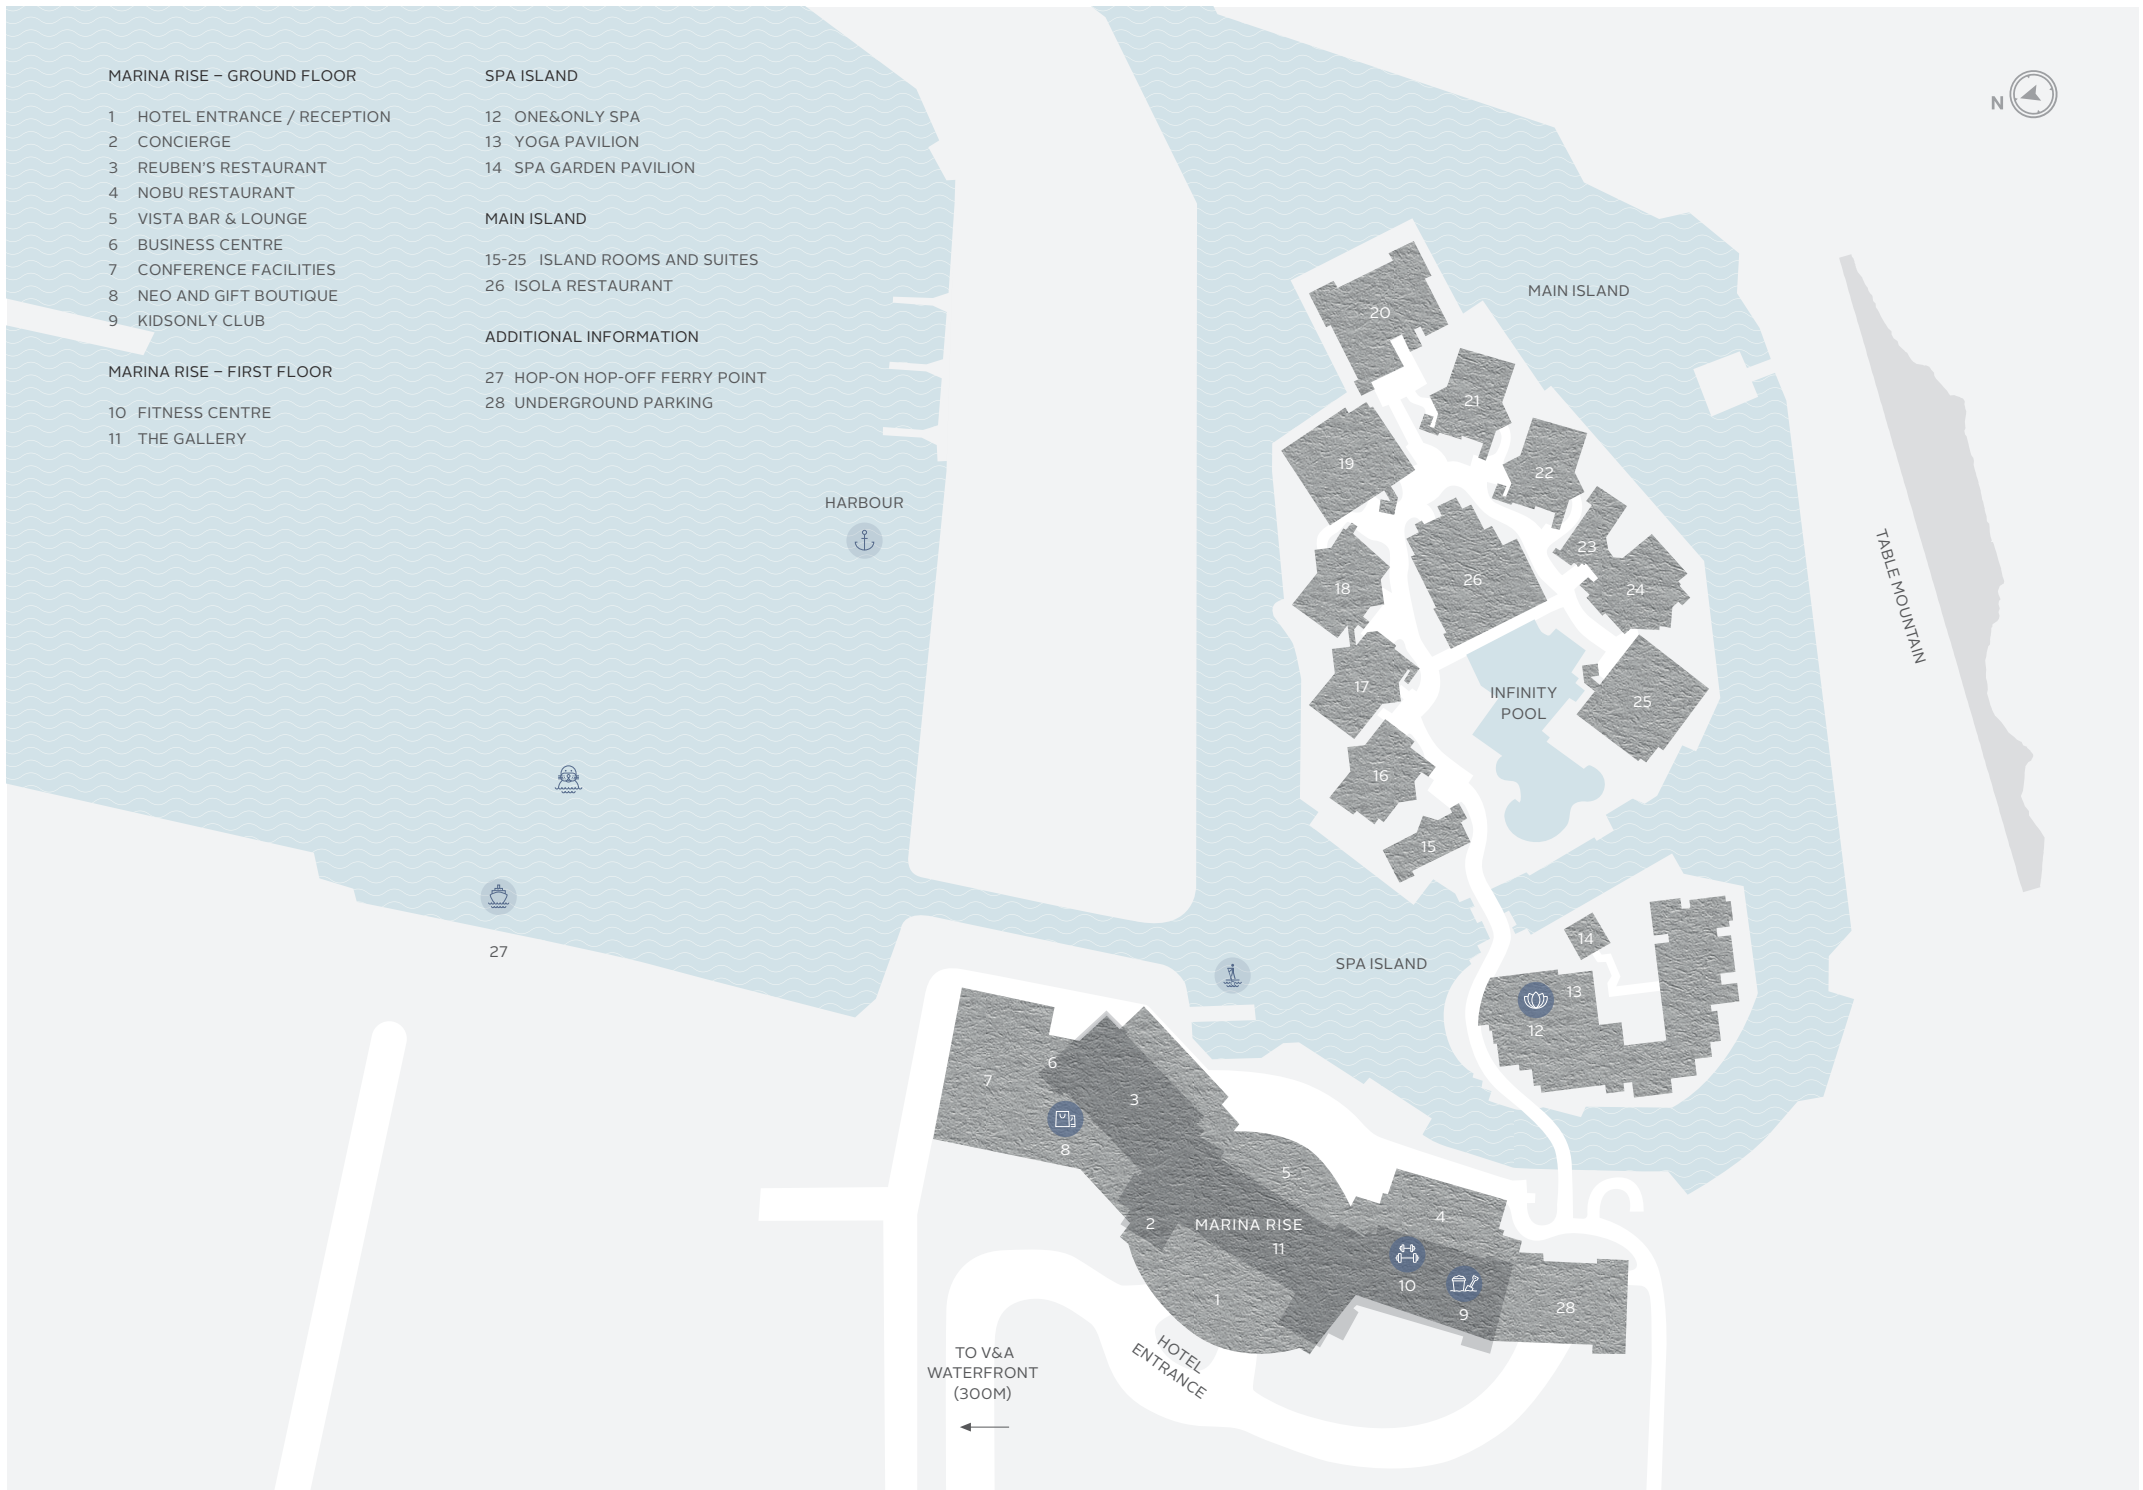 MARINA RISE – GROUND FLOOR
1 HOTEL ENTRANCE / RECEPTION
2 CONCIERGE
3 REUBEN'S RESTAURANT
4 NOBU RESTAURANT
5 VISTA BAR & LOUNGE
6 BUSINESS CENTRE
7 CONFERENCE FACILITIES
8 NEO AND GIFT BOUTIQUE
9 KIDSONLY CLUB
MARINA RISE – FIRST FLOOR
10 FITNESS CENTRE
11 THE GALLERY
SPA ISLAND
12 ONE&ONLY SPA
13 YOGA PAVILION
14 SPA GARDEN PAVILION
MAIN ISLAND
15-25 ISLAND ROOMS AND SUITES
26 ISOLA RESTAURANT
ADDITIONAL INFORMATION
27 HOP-ON HOP-OFF FERRY POINT
28 UNDERGROUND PARKING
N
MAIN ISLAND
20
21
19
22
HARBOUR
23
26
18
24
TABLE MOUNTAIN
17
INFINITY
POOL
25
16
15
14
27
SPA ISLAND
13
12
6
7
3
8
5
4
2
MARINA RISE
11
10
1
9
28
HOTEL
ENTRANCE
TO V&A
WATERFRONT
(300M)